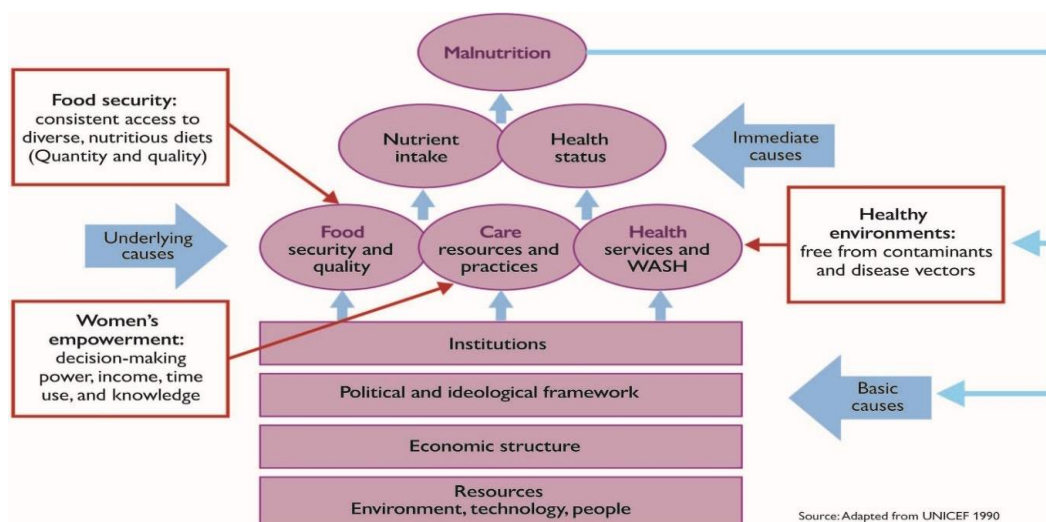 Malnutrition
Food security:
consistent access to
diverse, nutritious diets
(Quantity and quality)
Nutrient
intake
Health
status
Immediate
causes
Underlying
causes
Food
security and
quality
Care
resources and
practices
Health
services and
WASH
Healthy
environments:
free from contaminants
and disease vectors
Women's
empowerment:
decision-making
power, income, time
use, and knowledge
Institutions
Political and ideological framework
Basic
causes
Economic structure
Resources
Environment, technology, people
Source: Adapted from UNICEF 1990